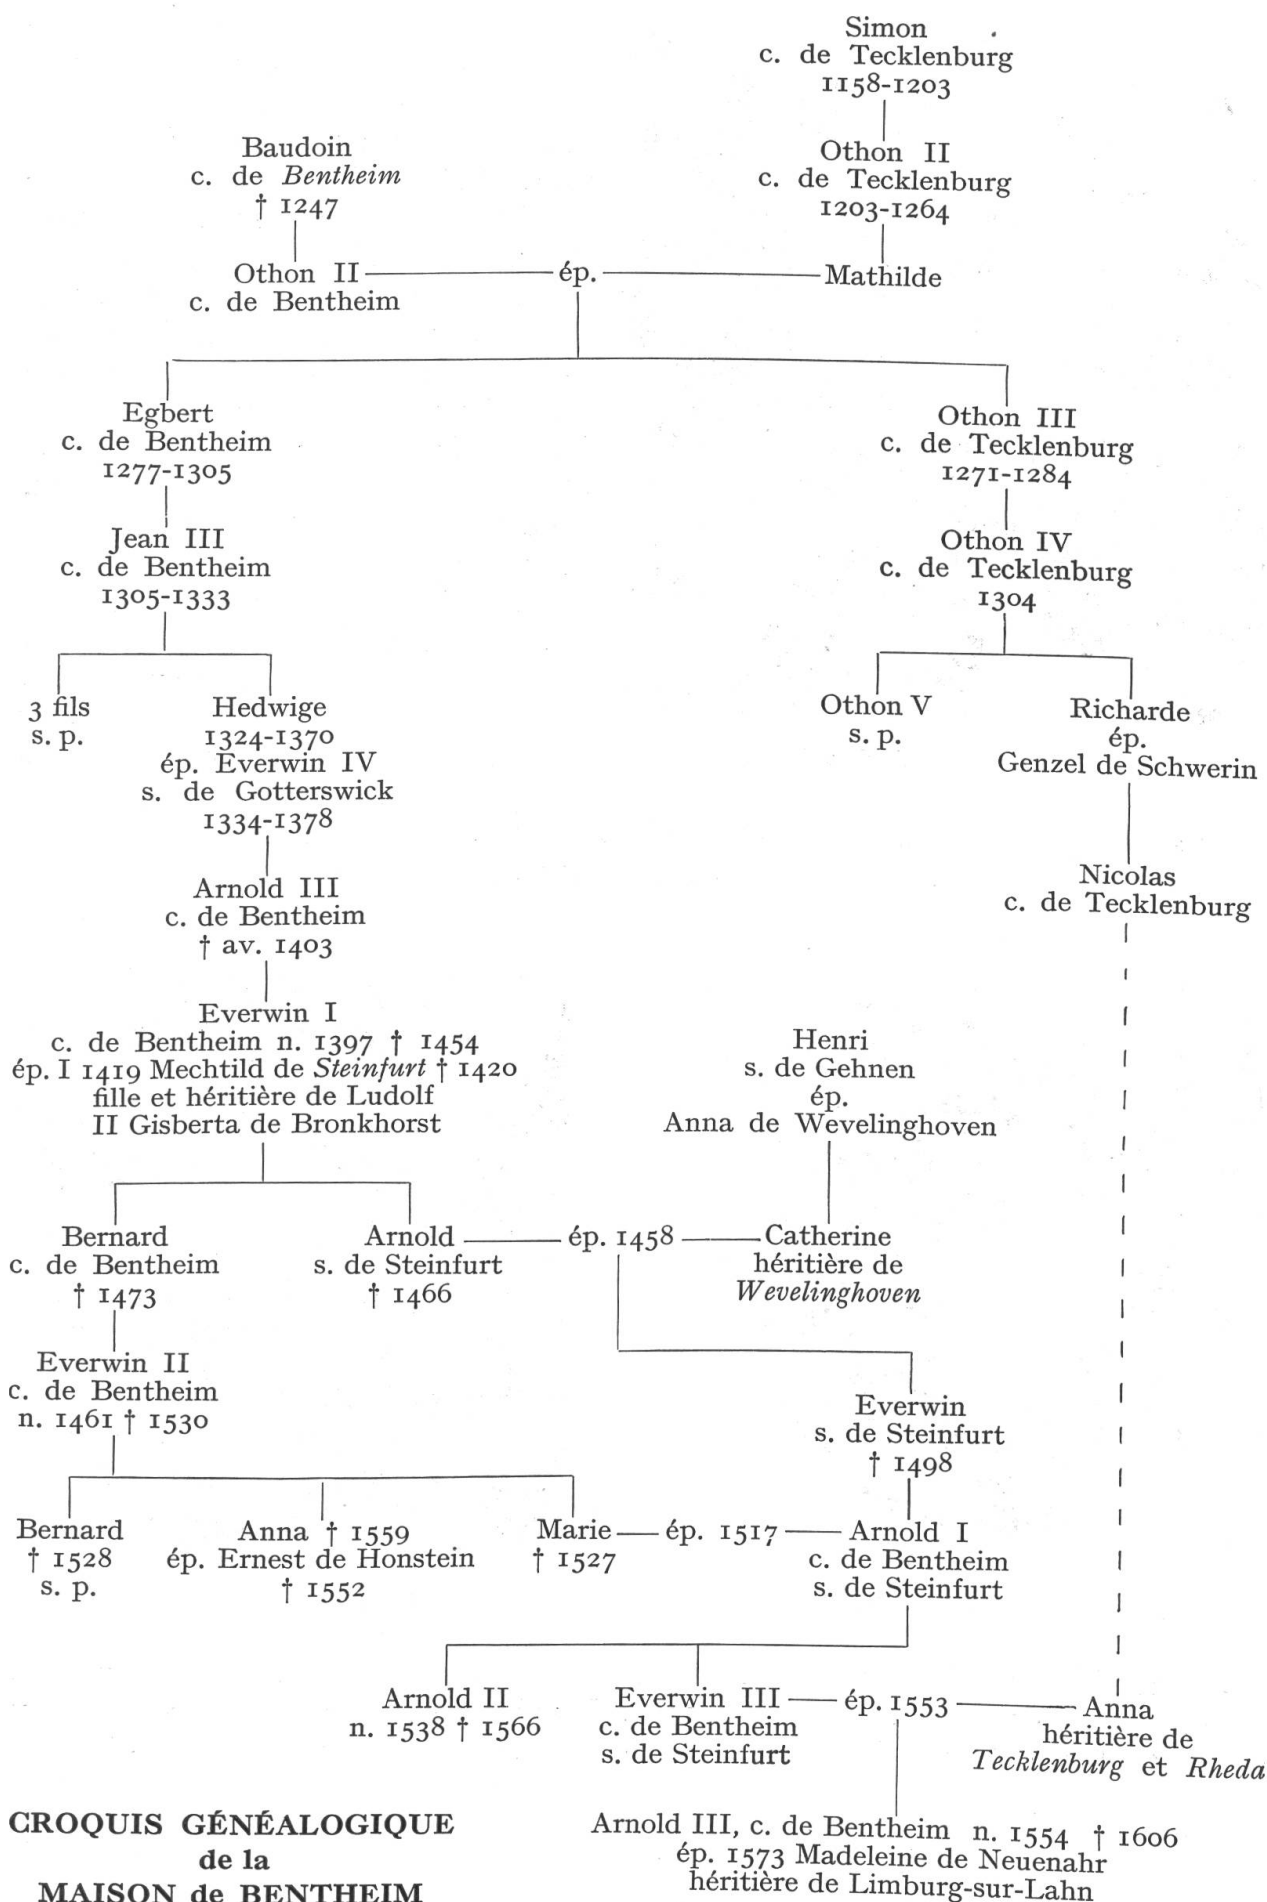 Simon
c. de Tecklenburg
1158-1203
Baudoin
c. de Bentheim
† 1247
Othon II
c. de Tecklenburg
1203-1264
Othon II
c. de Bentheim
ép.
Mathilde
Egbert
c. de Bentheim
1277-1305
Othon III
c. de Tecklenburg
1271-1284
Jean III
c. de Bentheim
1305-1333
Othon IV
c. de Tecklenburg
1304
3 fils
s. p.
Hedwige
1324-1370
ép. Everwin IV
s. de Gotterswick
1334-1378
Othon V
s. p.
Richarde
ép.
Genzel de Schwerin
Arnold III
c. de Bentheim
† av. 1403
Nicolas
c. de Tecklenburg
Everwin I
c. de Bentheim n. 1397 † 1454
ép. I 1419 Mechtild de Steinfurt † 1420
fille et héritière de Ludolf
II Gisberta de Bronkhorst
Henri
s. de Gehnen
ép.
Anna de Wevelinghoven
Bernard
c. de Bentheim
† 1473
Arnold
s. de Steinfurt
† 1466
ép. 1458
Catherine
héritière de
Wevelinghoven
Everwin II
c. de Bentheim
n. 1461 † 1530
Everwin
s. de Steinfurt
† 1498
Bernard
† 1528
s. p.
Anna † 1559
ép. Ernest de Honstein
† 1552
Marie
† 1527
ép. 1517
Arnold I
c. de Bentheim
s. de Steinfurt
Arnold II
n. 1538 † 1566
Everwin III
c. de Bentheim
s. de Steinfurt
ép. 1553
Anna
héritière de
Tecklenburg et Rheda
Arnold III, c. de Bentheim n. 1554 † 1606
ép. 1573 Madeleine de Neuenahr
héritière de Limburg-sur-Lahn
CROQUIS GÉNÉALOGIQUE
de la
MAISON de BENTHEIM